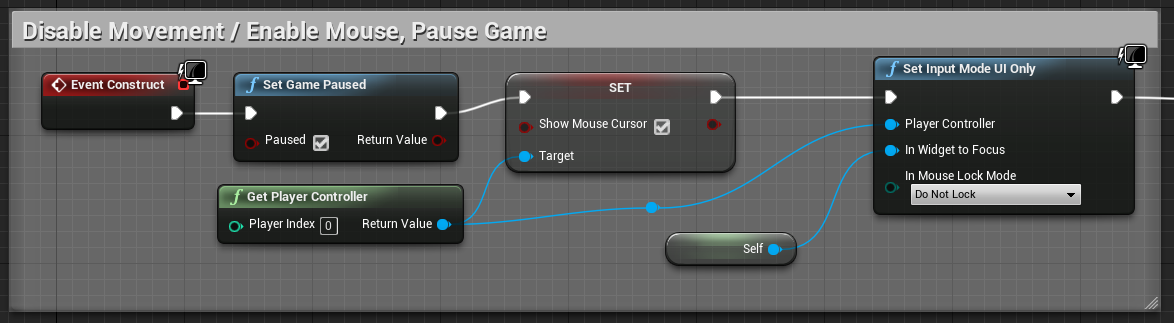 Disable Movement / Enable Mouse, Pause Game
Event Construct
f Set Game Paused
Paused
Return Value
SET
Show Mouse Cursor
Target
f Set Input Mode UI Only
Player Controller
In Widget to Focus
In Mouse Lock Mode
Do Not Lock
f Get Player Controller
Player Index 0
Return Value
Self